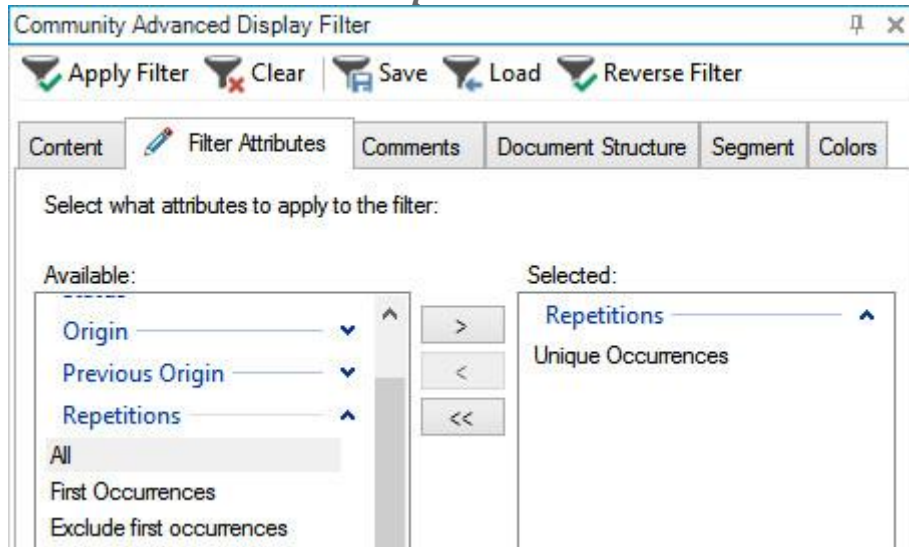 Community Advanced Display Filter
Apply Filter Clear Save Load Reverse Filter
Content Filter Attributes Comments Document Structure Segment Colors
Select what attributes to apply to the filter:
Available:
Selected:
Origin
Previous Origin
Repetitions
All
First Occurrences
Exclude first occurrences
>
<
<<
Repetitions
Unique Occurrences